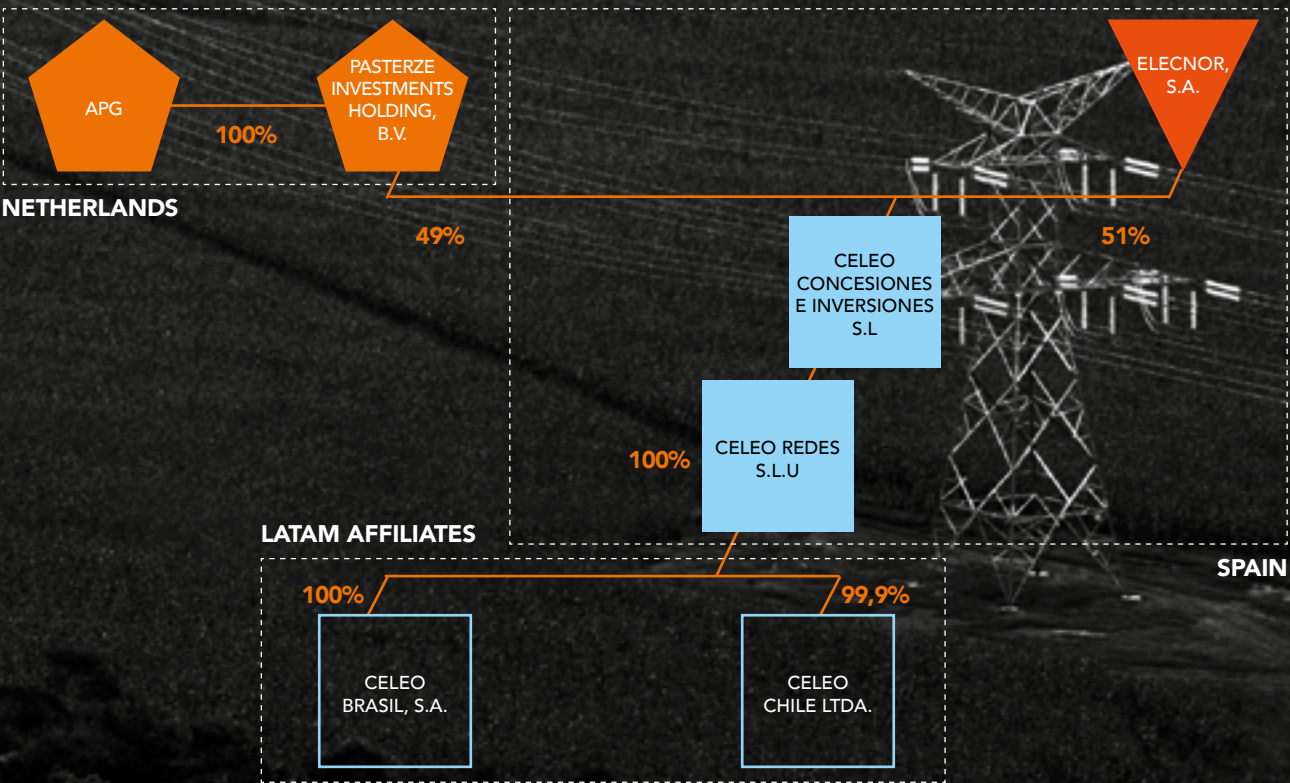 APG
100%
PASTERZE
INVESTMENTS
HOLDING,
B.V.
ELECNOR,
S.A.
NETHERLANDS
49%
51%
CELEO
CONCESIONES
E INVERSIONES
S.L
100%
CELEO REDES
S.L.U
LATAM AFFILIATES
SPAIN
100%
99,9%
CELEO
BRASIL, S.A.
CELEO
CHILE LTDA.